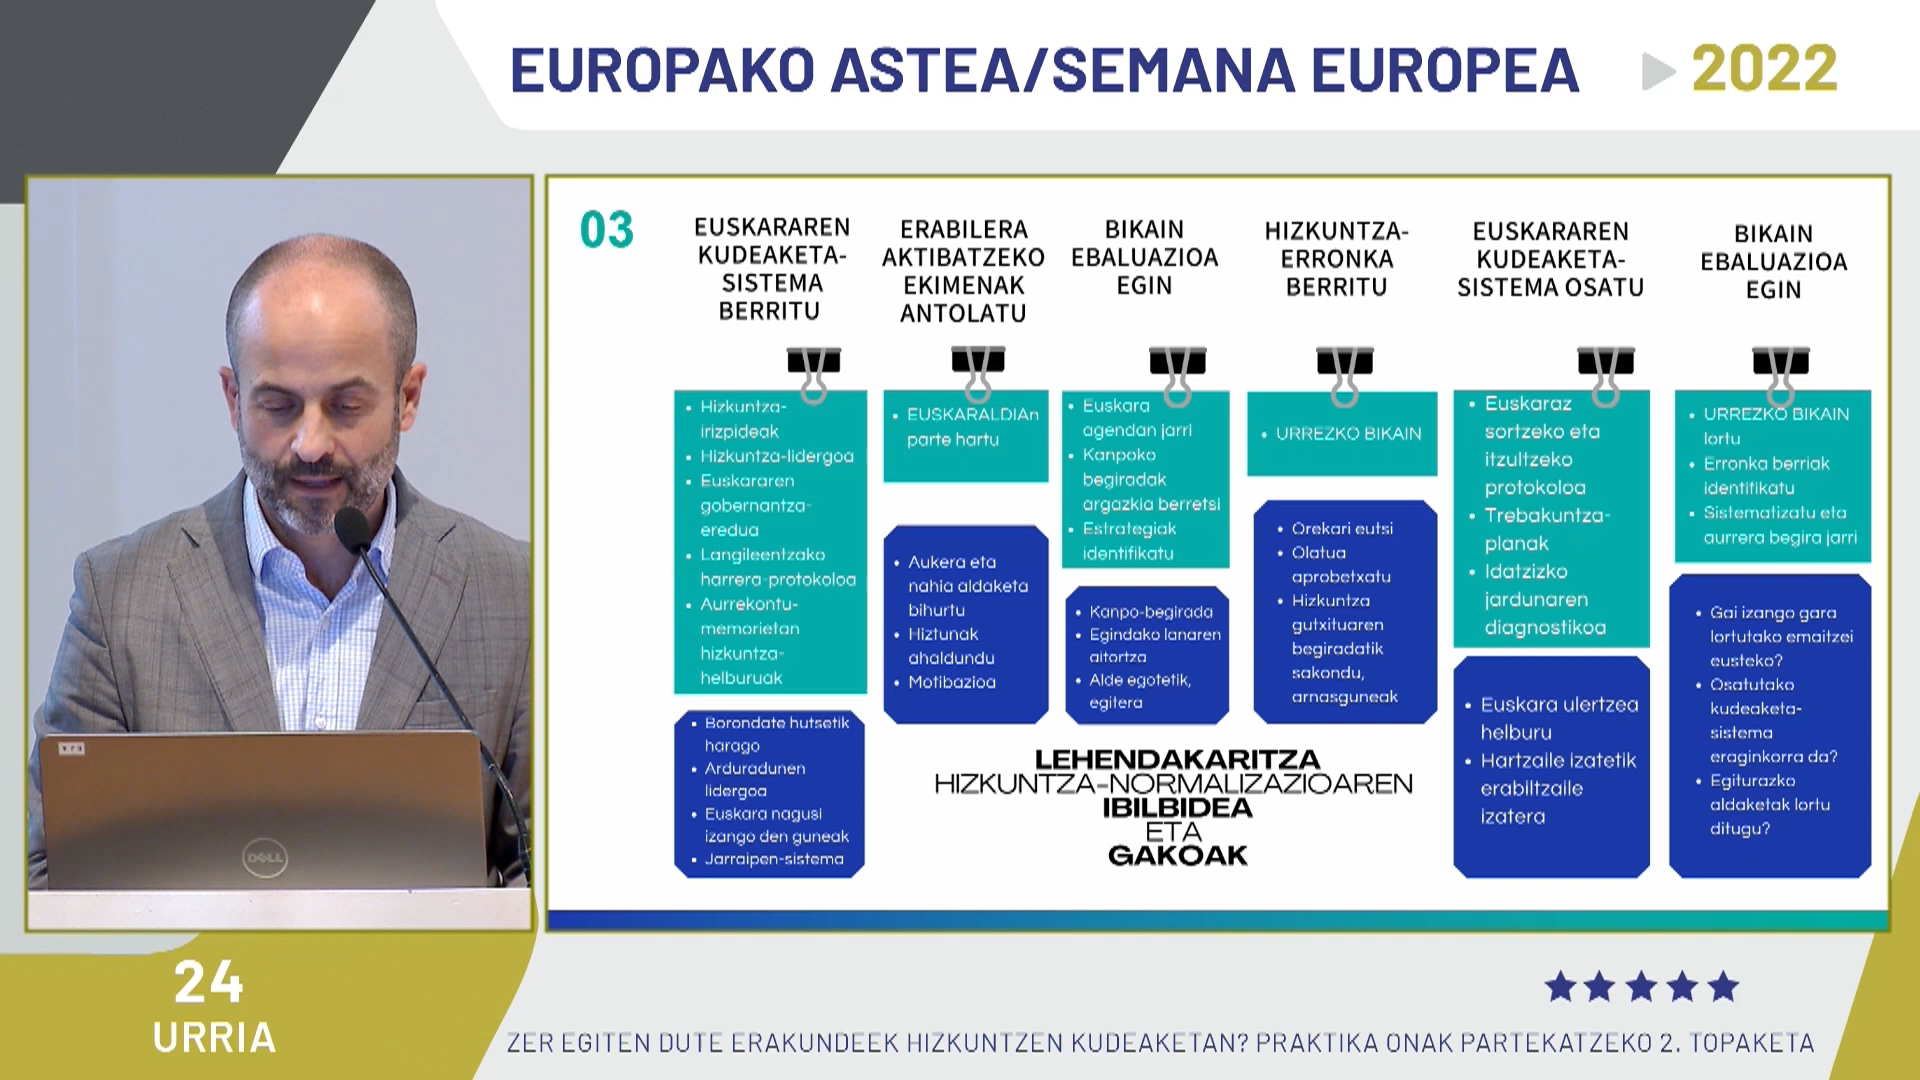 EUROPAKO ASTEA/SEMANA EUROPEA
2022
03
EUSKARAREN
KUDEAKETA-
SISTEMA
BERRITU
Hizkuntza-
irizpideak
Hizkuntza-lidergoa
Euskararen
gobernantza-
eredua
Langileentzako
harrera-protokoloa
Aurrekontu-
memorietan
hizkuntza-
helburuak
Borondate hutsetik
harago
Arduradunen
lidergoa
Euskara nagusi
izango den guneak
Jarraipen-sistema
ERABILERA
AKTIBATZEKO
EKIMENAK
ANTOLATU
EUSKARALDIAn
parte hartu
Aukera eta
nahia aldaketa
bihurtu
Hiztunak
ahaldundu
Motibazioa
BIKAIN
EBALUAZIOA
EGIN
Euskara
agendan jarri
Kanpoko
begiradak
argazkia berretsi
Estrategiak
identifikatu
Kanpo-begirada
Egindako lanaren
aitortza
Alde egotetik,
egitera
HIZKUNTZA-
ERRONKA
BERRITU
URREZKO BIKAIN
Orekari eutsi
Olatua
aprobetxatu
Hizkuntza
gutxituaren
begiradatik
sakondu,
arnasguneak
EUSKARAREN
KUDEAKETA-
SISTEMA OSATU
Euskaraz
sortzeko eta
itzultzeko
protokoloa
Trebakuntza-
planak
Idatzizko
jardunaren
diagnostikoa
Euskara ulertzea
helburu
Hartzaile izatetik
erabiltzaile
izatera
BIKAIN
EBALUAZIOA
EGIN
URREZKO BIKAIN
lortu
Erronka berriak
identifikatu
Sistematizatu eta
aurrera begira jarri
Gai izango gara
lortutako emaitzei
eusteko?
Osatutako
kudeaketa-
sistema
eraginkorra da?
Egiturazko
aldaketak lortu
ditugu?
LEHENDAKARITZA
HIZKUNTZA-NORMALIZAZIOAREN
IBILBIDEA
ETA
GAKOAK
DELL
24
URRIA
ZER EGITEN DUTE ERAKUNDEEK HIZKUNTZEN KUDEAKETAN? PRAKTIKA ONAK PARTEKATZEKO 2. TOPAKETA